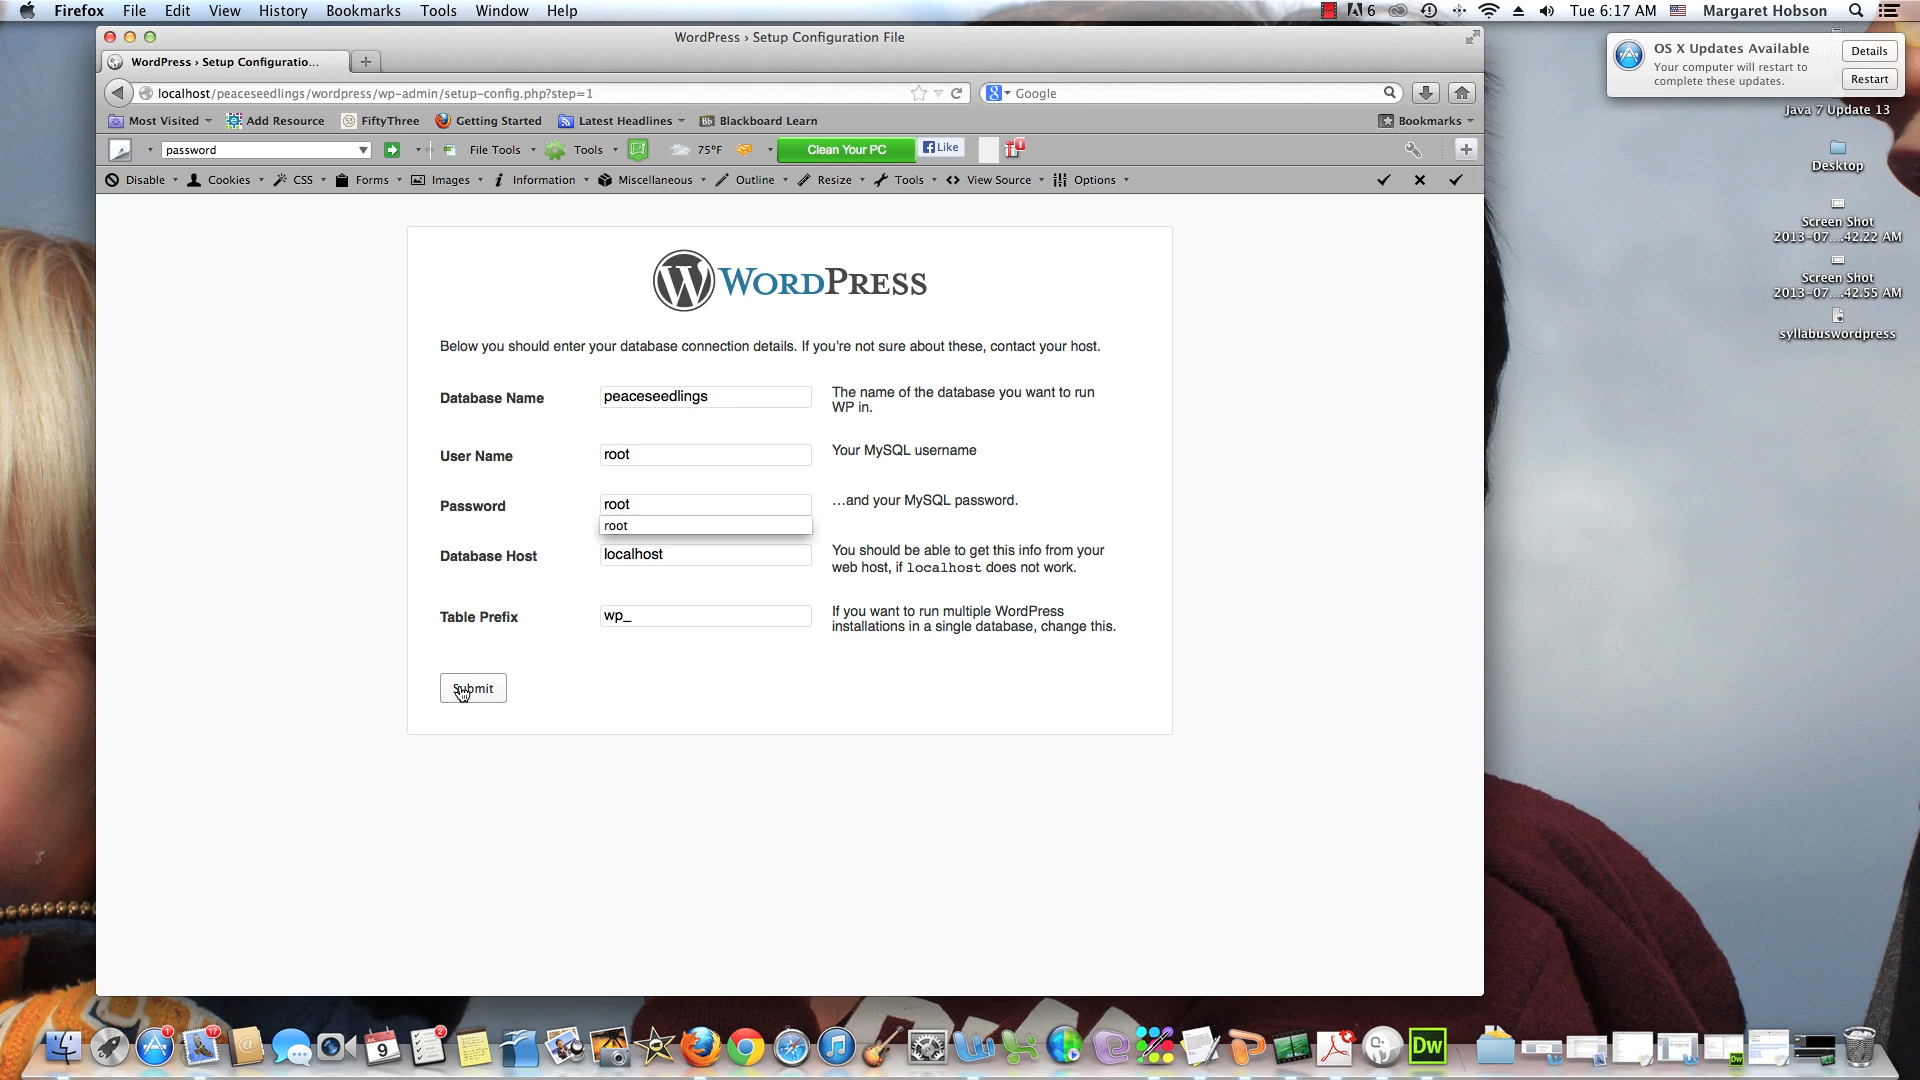 Firefox File Edit View History Bookmarks Tools Window Help
6 Tue 6:17 AM Margaret Hobson
WordPress › Setup Configuration File
WordPress › Setup Configuratio...
localhost/peaceseedlings/wordpress/wp-admin/setup-config.php?step=1
Google
Most Visited Add Resource FiftyThree Getting Started Latest Headlines Bb Blackboard Learn Bookmarks
password File Tools Tools 75°F Clean Your PC Like
Disable Cookies CSS Forms Images Information Miscellaneous Outline Resize Tools View Source Options
OS X Updates Available
Your computer will restart to
complete these updates.
Details
Restart
Java 7 Update 13
Desktop
Screen Shot
2013-07....42.22 AM
Screen Shot
2013-07....42.55 AM
syllabuswordpress
WORDPRESS
Below you should enter your database connection details. If you're not sure about these, contact your host.
Database Name peaceseedlings The name of the database you want to run
WP in.
User Name root Your MySQL username
Password root …and your MySQL password.
root
Database Host localhost You should be able to get this info from your
web host, if localhost does not work.
Table Prefix wp_ If you want to run multiple WordPress
installations in a single database, change this.
Submit
1 17 9 2 Dw